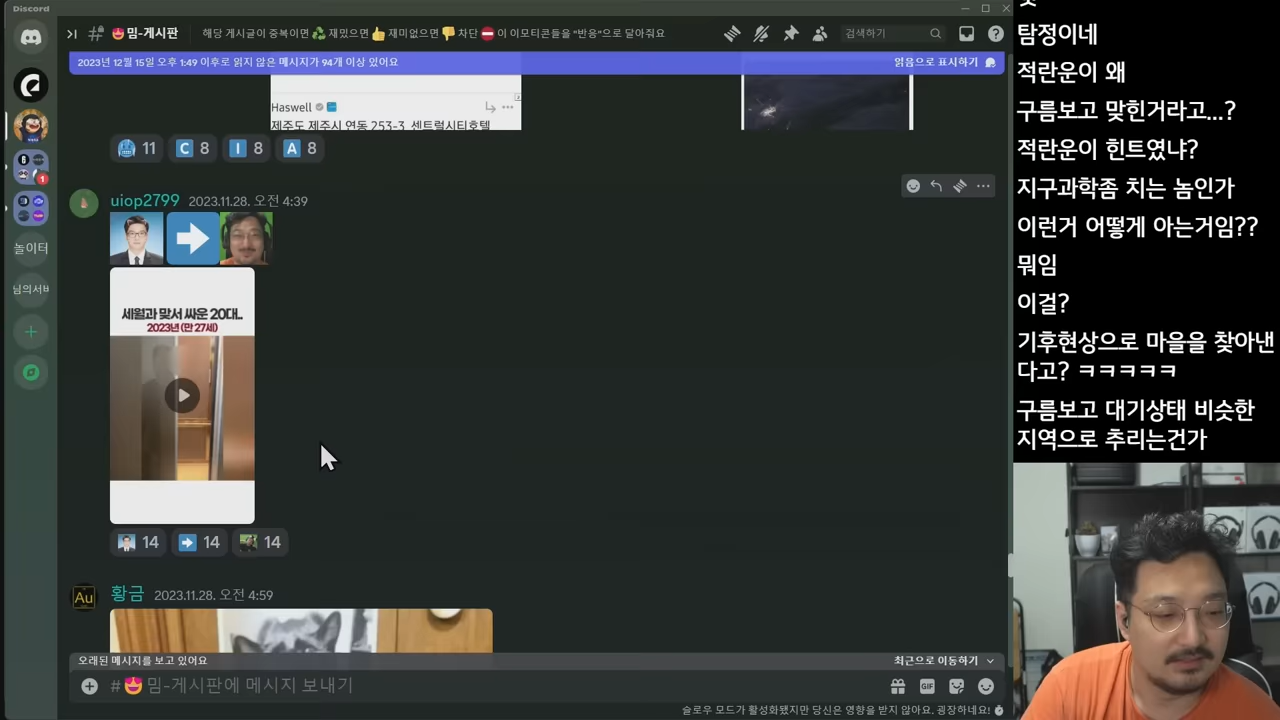 Discord
밈-게시판
해당 게시글이 중복이면 재밌으면 재미없으면 차단 이 이모티콘들을 "반응"으로 달아줘요
검색하기
2023년 12월 15일 오후 1:49 이후로 읽지 않은 메시지가 94개 이상 있어요
읽음으로 표시하기
Haswell
제주도 제주시 연동 253-3 센트럴시티호텔
11
C 8
I 8
A 8
uiop2799 2023.11.28. 오전 4:39
세월과 맞서 싸운 20대..
2023년 (만 27세)
14
14
14
Au
황금 2023.11.28. 오전 4:59
오래된 메시지를 보고 있어요
최근으로 이동하기
#밈-게시판에 메시지 보내기
GIF
슬로우 모드가 활성화됐지만 당신은 영향을 받지 않아요. 굉장하네요!
1
놀이터
님의서버
탐정이네
적란운이 왜
구름보고 맞힌거라고...?
적란운이 힌트였냐?
지구과학좀 치는 놈인가
이런거 어떻게 아는거임??
뭐임
이걸?
기후현상으로 마을을 찾아낸
다고? ㅋㅋㅋㅋㅋ
구름보고 대기상태 비슷한
지역으로 추리는건가